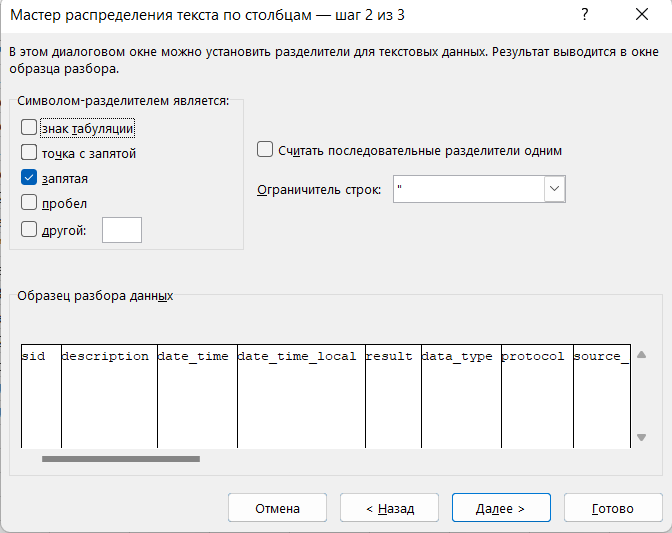 Мастер распределения текста по столбцам — шаг 2 из 3
? ×
В этом диалоговом окне можно установить разделители для текстовых данных. Результат выводится в окне
образца разбора.
Символом-разделителем является:
знак табуляции
точка с запятой
запятая
пробел
другой:
Считать последовательные разделители одним
Ограничитель строк: "
Образец разбора данных
sid description date_time date_time_local result data_type protocol source_
Отмена < Назад Далее > Готово